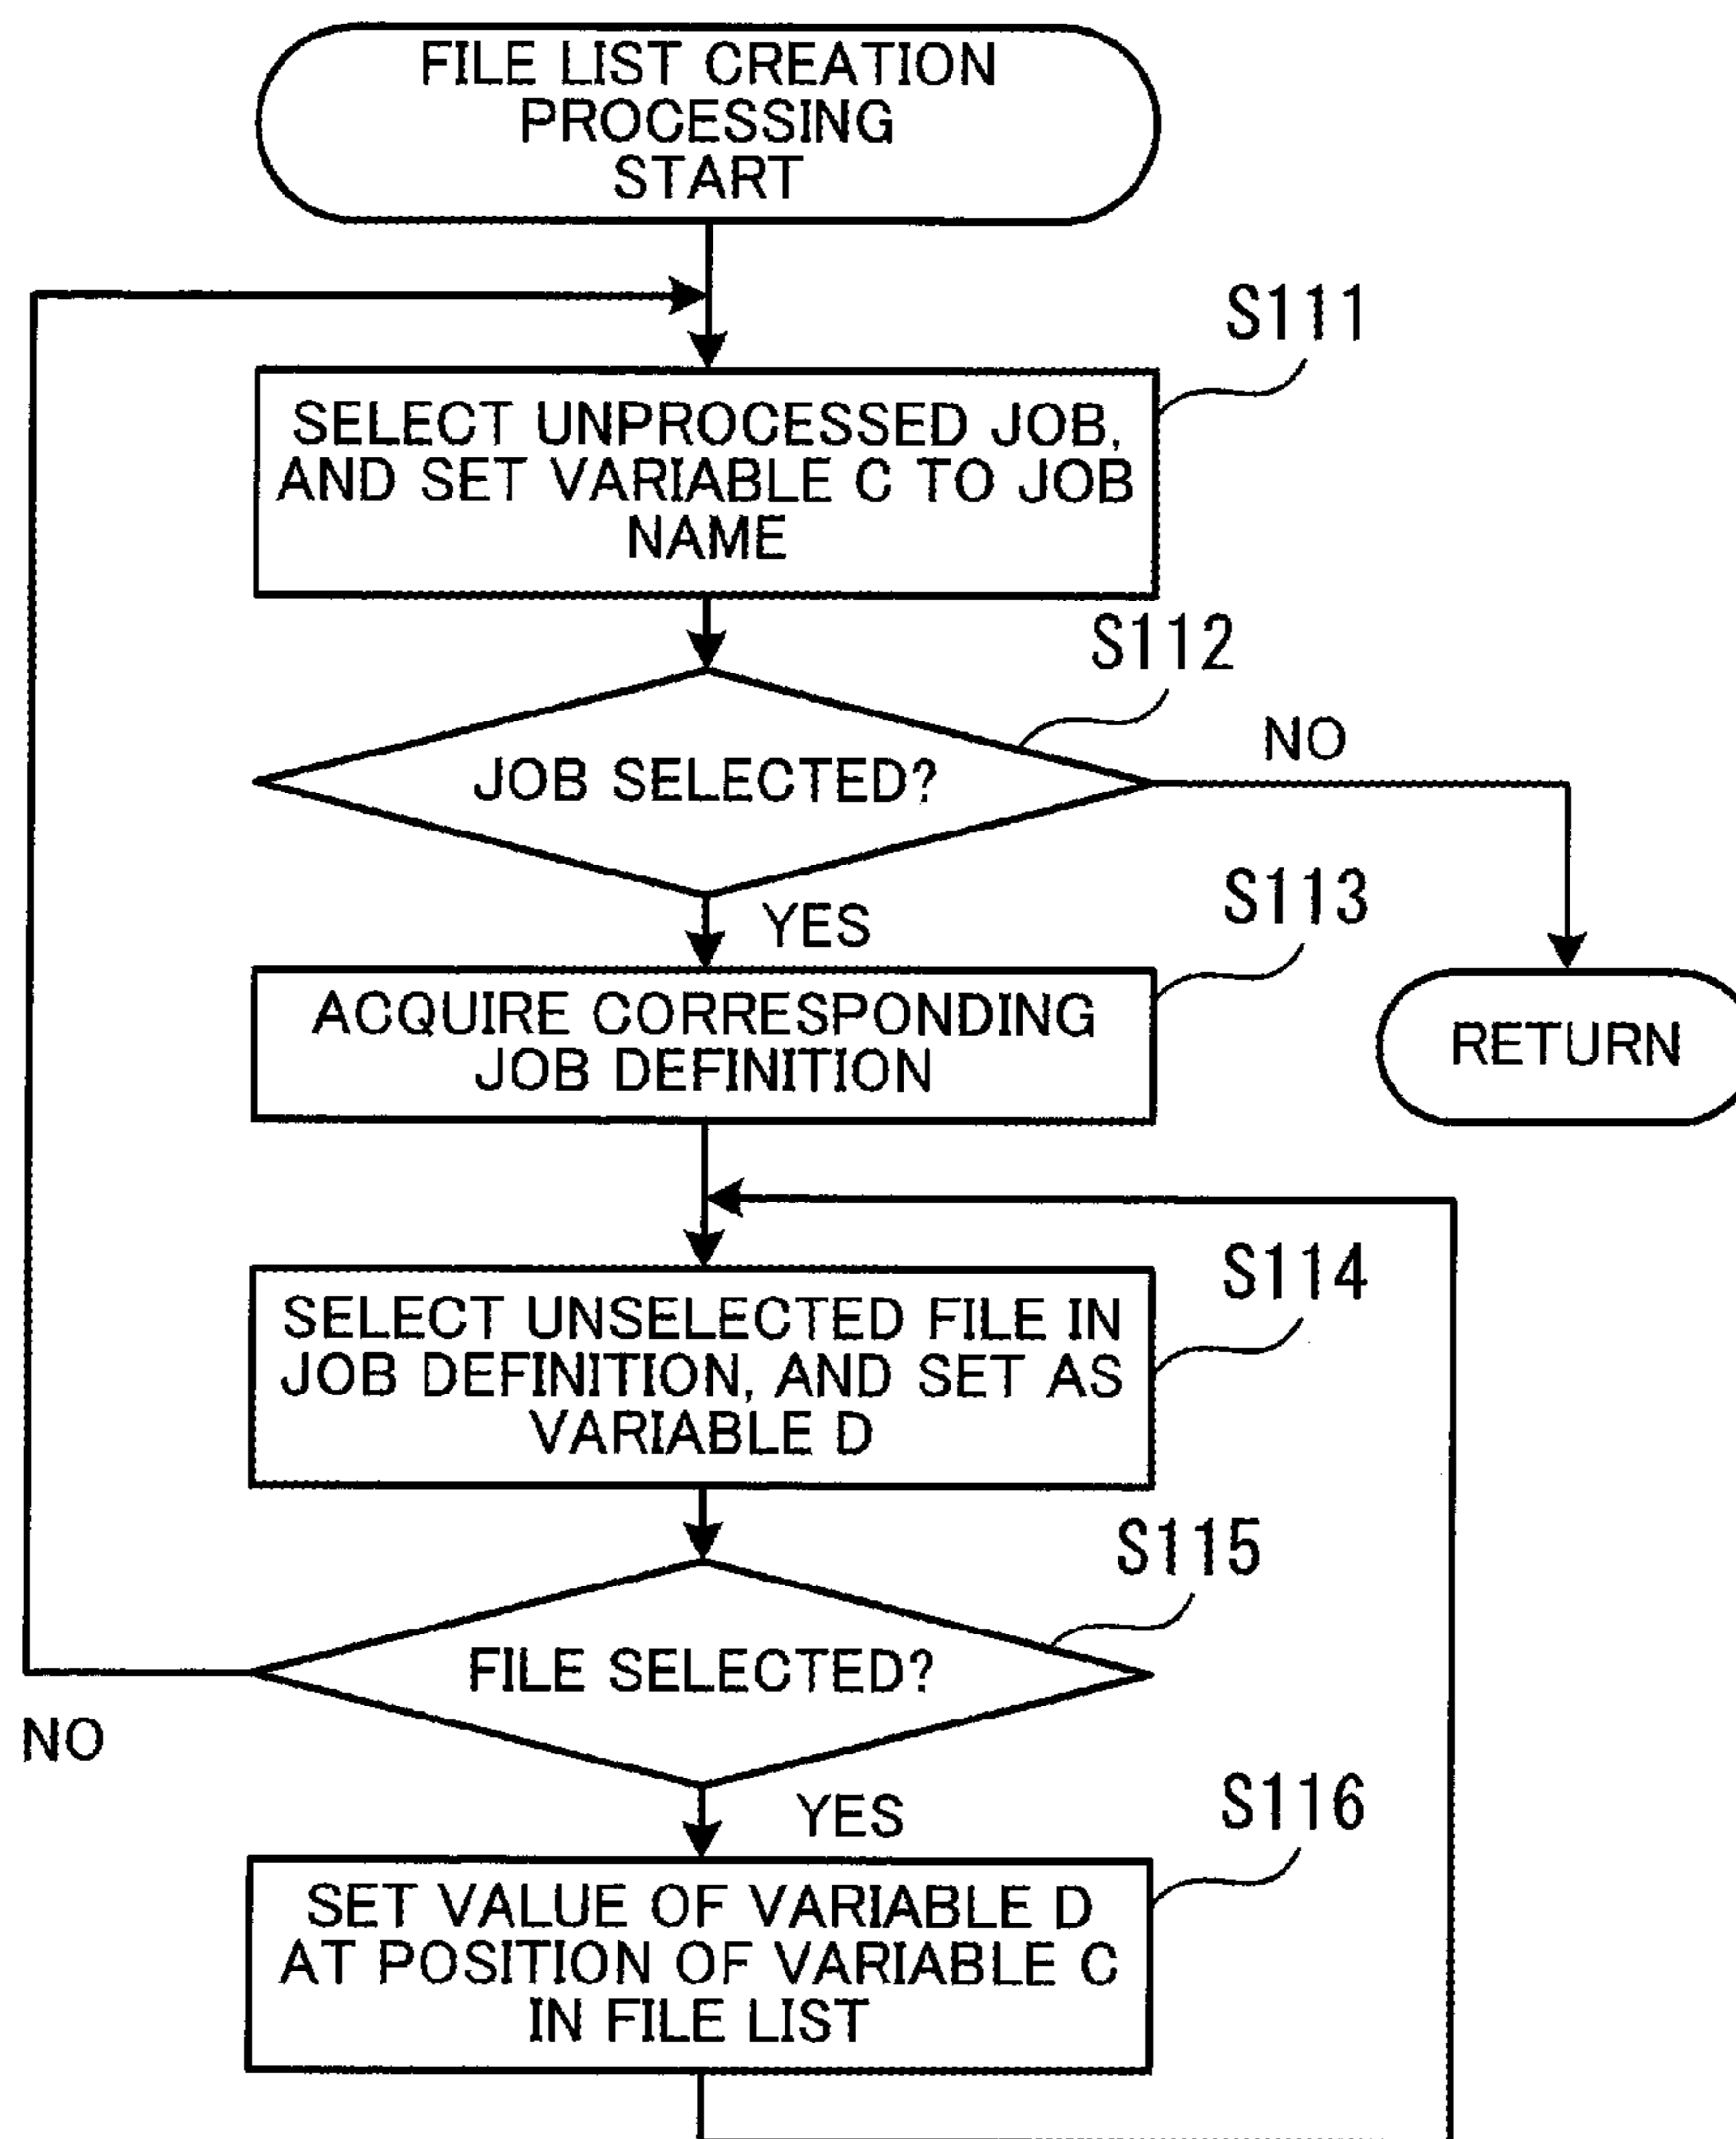 FILE LIST CREATION
PROCESSING
START
S111
SELECT UNPROCESSED JOB,
AND SET VARIABLE C TO JOB
NAME
S112
JOB SELECTED?
NO
YES
S113
ACQUIRE CORRESPONDING
JOB DEFINITION
RETURN
S114
SELECT UNSELECTED FILE IN
JOB DEFINITION, AND SET AS
VARIABLE D
S115
FILE SELECTED?
NO
YES
S116
SET VALUE OF VARIABLE D
AT POSITION OF VARIABLE C
IN FILE LIST